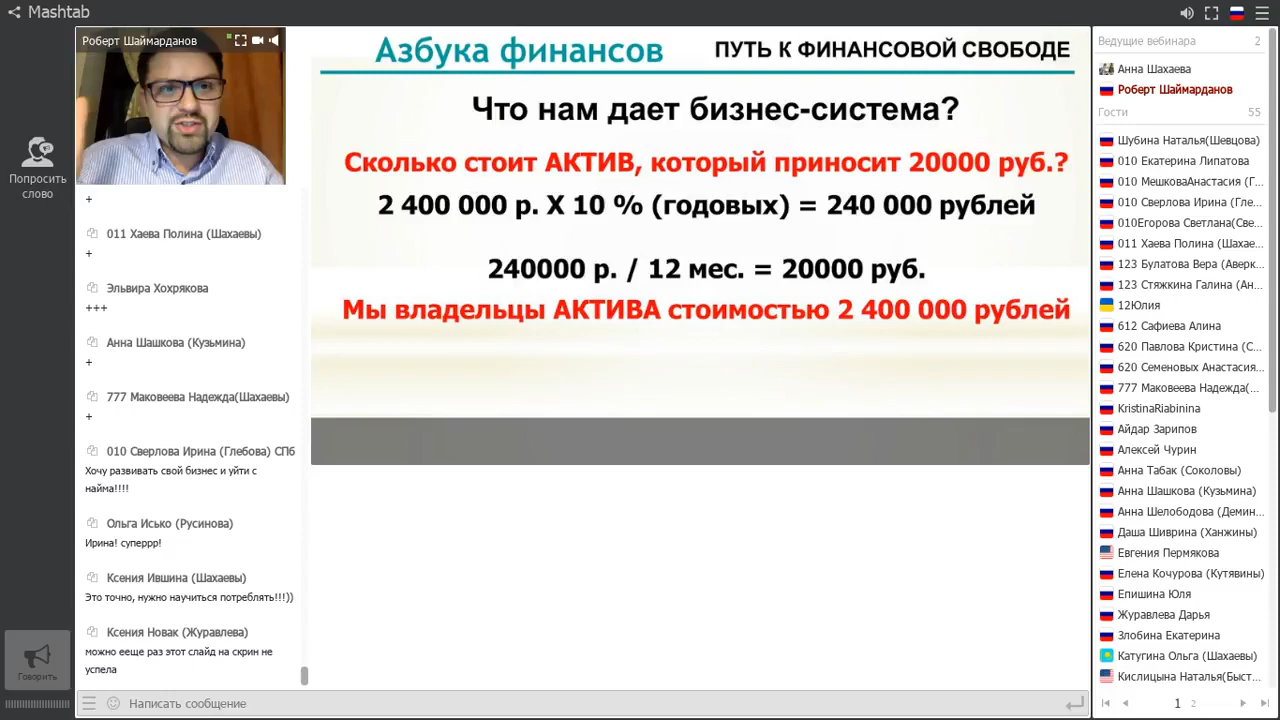 Mashtab
Роберт Шаймарданов
Попросить
слово
Говорить
+
011 Хаева Полина (Шахаевы)
+
Эльвира Хохрякова
+++
Анна Шашкова (Кузьмина)
+
777 Маковеева Надежда(Шахаевы)
+
010 Сверлова Ирина (Глебова) СПб
Хочу развивать свой бизнес и уйти с
найма!!!!
Ольга Исько (Русинова)
Ирина! суперрр!
Ксения Ившина (Шахаевы)
Это точно, нужно научиться потреблять!!!))
Ксения Новак (Журавлева)
можно ееще раз этот слайд на скрин не
успела
Написать сообщение
Азбука финансов
ПУТЬ К ФИНАНСОВОЙ СВОБОДЕ
Что нам дает бизнес-система?
Сколько стоит АКТИВ, который приносит 20000 руб.?
2 400 000 р. Х 10 % (годовых) = 240 000 рублей
240000 р. / 12 мес. = 20000 руб.
Мы владельцы АКТИВА стоимостью 2 400 000 рублей
Ведущие вебинара 2
Анна Шахаева
Роберт Шаймарданов
Гости 55
Шубина Наталья(Шевцова)
010 Екатерина Липатова
010 МешковаАнастасия (Г...
010 Сверлова Ирина (Гле...
010Егорова Светлана(Све...
011 Хаева Полина (Шахае...
123 Булатова Вера (Аверк...
123 Стяжкина Галина (Ан...
12Юлия
612 Сафиева Алина
620 Павлова Кристина (С...
620 Семеновых Анастасия...
777 Маковеева Надежда(...
KristinaRiabinina
Айдар Зарипов
Алексей Чурин
Анна Табак (Соколовы)
Анна Шашкова (Кузьмина)
Анна Шелободова (Демин...
Даша Шиврина (Ханжины)
Евгения Пермякова
Елена Кочурова (Кутявины)
Епишина Юля
Журавлева Дарья
Злобина Екатерина
Катугина Ольга (Шахаевы)
Кислицына Наталья(Быст...
1 2